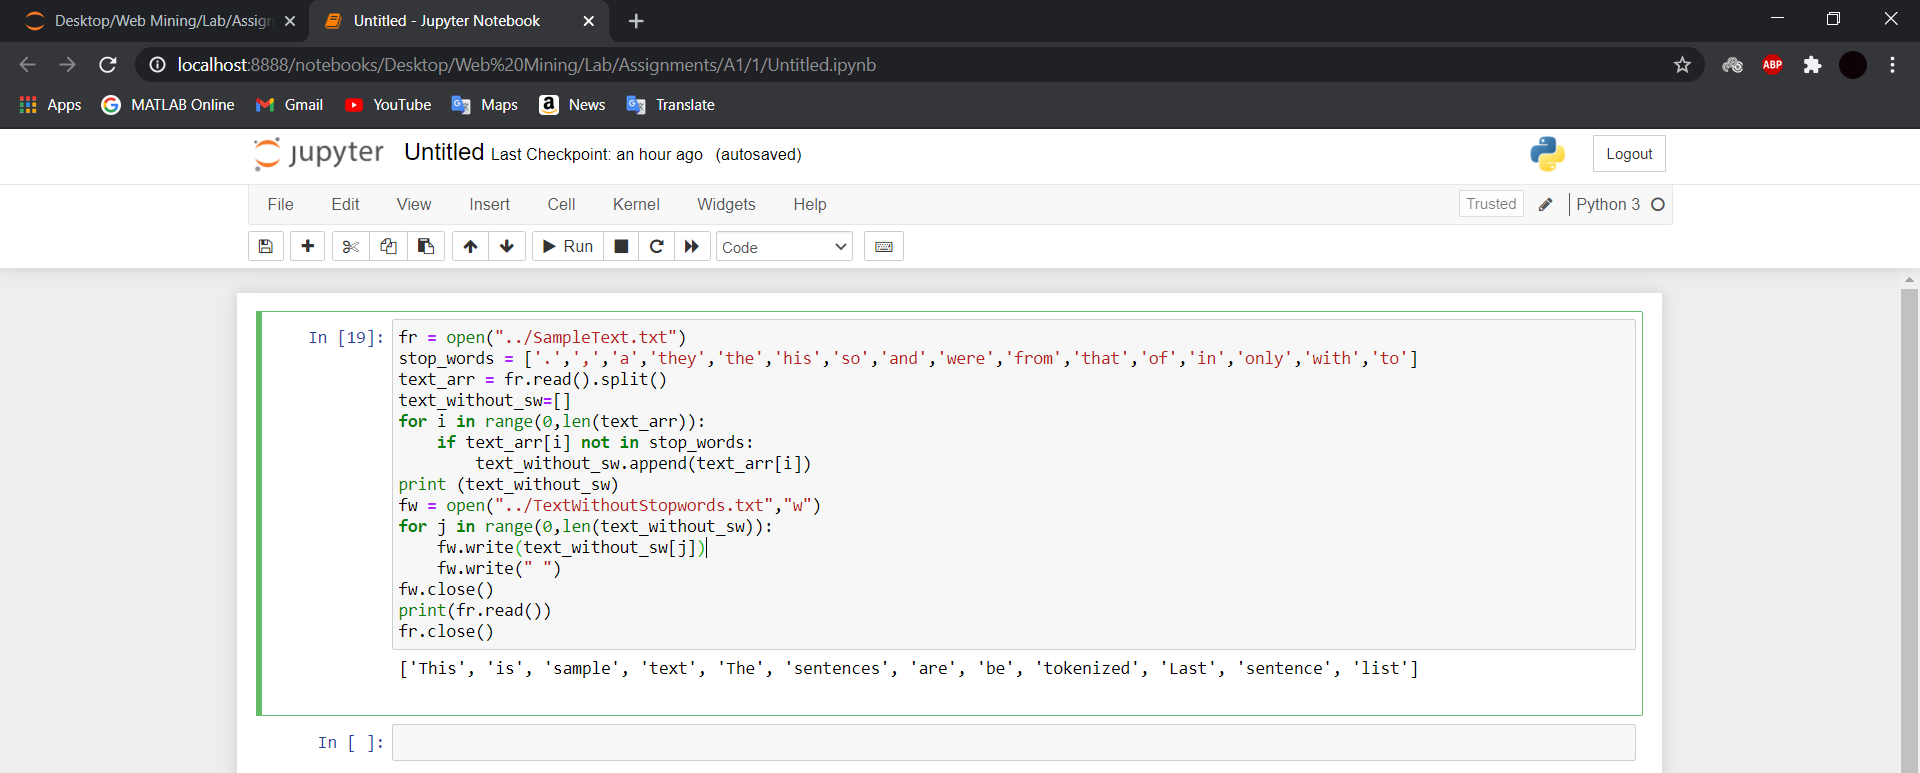 Desktop/Web Mining/Lab/Assign
Untitled - Jupyter Notebook
localhost:8888/notebooks/Desktop/Web%20Mining/Lab/Assignments/A1/1/Untitled.ipynb
ABP
Apps MATLAB Online Gmail YouTube Maps News Translate
jupyter Untitled Last Checkpoint: an hour ago (autosaved)
Logout
File Edit View Insert Cell Kernel Widgets Help Trusted Python 3
Run Code
In [19]: fr = open("../SampleText.txt")
stop_words = ['.',',','a','they','the','his','so','and','were','from','that','of','in','only','with','to']
text_arr = fr.read().split()
text_without_sw=[]
for i in range(0,len(text_arr)):
    if text_arr[i] not in stop_words:
        text_without_sw.append(text_arr[i])
print (text_without_sw)
fw = open("../TextWithoutStopwords.txt","w")
for j in range(0,len(text_without_sw)):
    fw.write(text_without_sw[j])
    fw.write(" ")
fw.close()
print(fr.read())
fr.close()
['This', 'is', 'sample', 'text', 'The', 'sentences', 'are', 'be', 'tokenized', 'Last', 'sentence', 'list']
In [ ]: